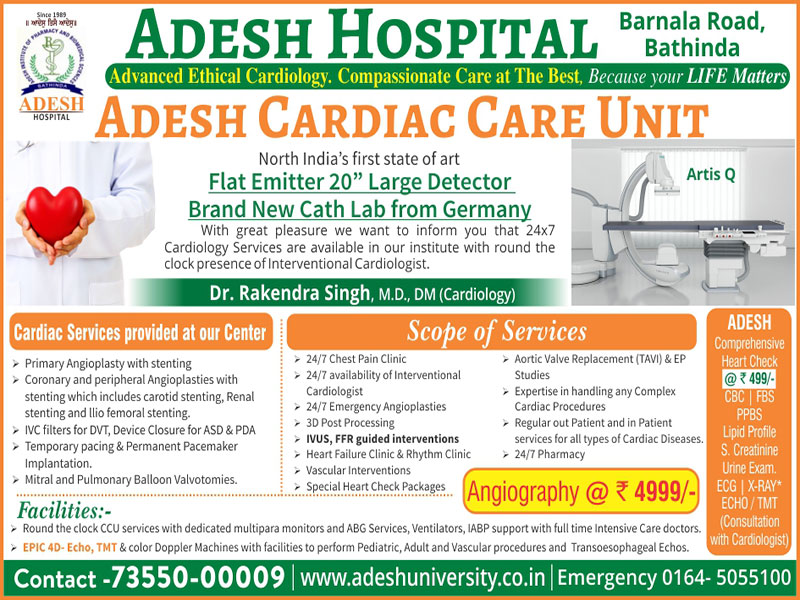 Since 1989
॥ ਆਦੇਸੁ ਤਿਸੈ ਆਦੇਸੁ॥
ADESH INSTITUTE OF PHARMACY AND BIOMEDICAL SCIENCES
BATHINDA
ADESH
HOSPITAL
ADESH HOSPITAL
Barnala Road,
Bathinda
Advanced Ethical Cardiology. Compassionate Care at The Best, Because your LIFE Matters
ADESH CARDIAC CARE UNIT
North India's first state of art
Flat Emitter 20” Large Detector
Brand New Cath Lab from Germany
With great pleasure we want to inform you that 24x7
Cardiology Services are available in our institute with round the
clock presence of Interventional Cardiologist.
Artis Q
Dr. Rakendra Singh, M.D., DM (Cardiology)
Cardiac Services provided at our Center
➢ Primary Angioplasty with stenting
➢ Coronary and peripheral Angioplasties with
stenting which includes carotid stenting, Renal
stenting and llio femoral stenting.
➢ IVC filters for DVT, Device Closure for ASD & PDA
➢ Temporary pacing & Permanent Pacemaker
Implantation.
➢ Mitral and Pulmonary Balloon Valvotomies.
Scope of Services
➢ 24/7 Chest Pain Clinic
➢ 24/7 availability of Interventional
Cardiologist
➢ 24/7 Emergency Angioplasties
➢ 3D Post Processing
➢ IVUS, FFR guided interventions
➢ Heart Failure Clinic & Rhythm Clinic
➢ Vascular Interventions
➢ Special Heart Check Packages
➢ Aortic Valve Replacement (TAVI) & EP
Studies
➢ Expertise in handling any Complex
Cardiac Procedures
➢ Regular out Patient and in Patient
services for all types of Cardiac Diseases.
➢ 24/7 Pharmacy
Angiography @ ₹ 4999/-
ADESH
Comprehensive
Heart Check
@ ₹ 499/-
CBC | FBS
PPBS
Lipid Profile
S. Creatinine
Urine Exam.
ECG | X-RAY*
ECHO / TMT
(Consultation
with Cardiologist)
Facilities:-
➢ Round the clock CCU services with dedicated multipara monitors and ABG Services, Ventilators, IABP support with full time Intensive Care doctors.
➢ EPIC 4D- Echo, TMT & color Doppler Machines with facilities to perform Pediatric, Adult and Vascular procedures and Transoesophageal Echos.
Contact -73550-00009 | www.adeshuniversity.co.in | Emergency 0164- 5055100